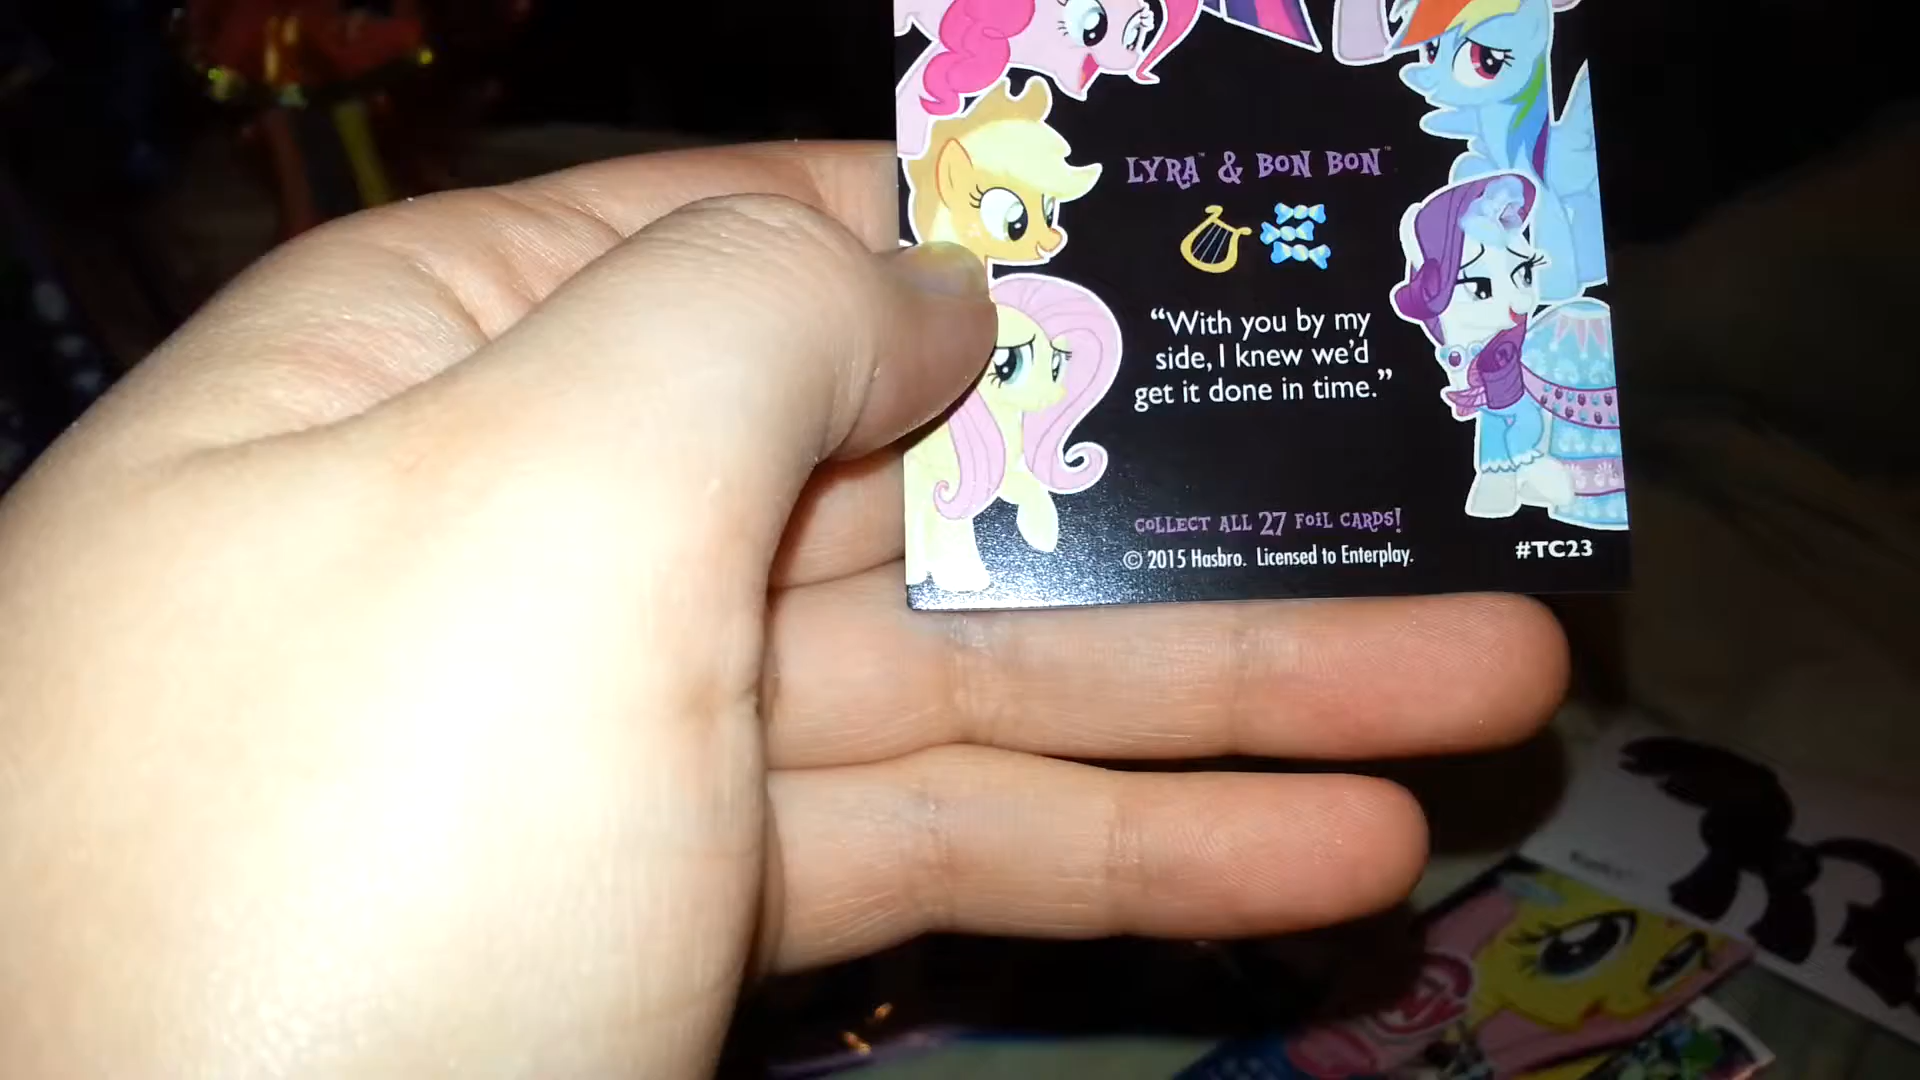 LYRA™ & BON BON™
“With you by my
side, I knew we’d
get it done in time.”
COLLECT ALL 27 FOIL CARDS!
© 2015 Hasbro. Licensed to Enterplay.
#TC23